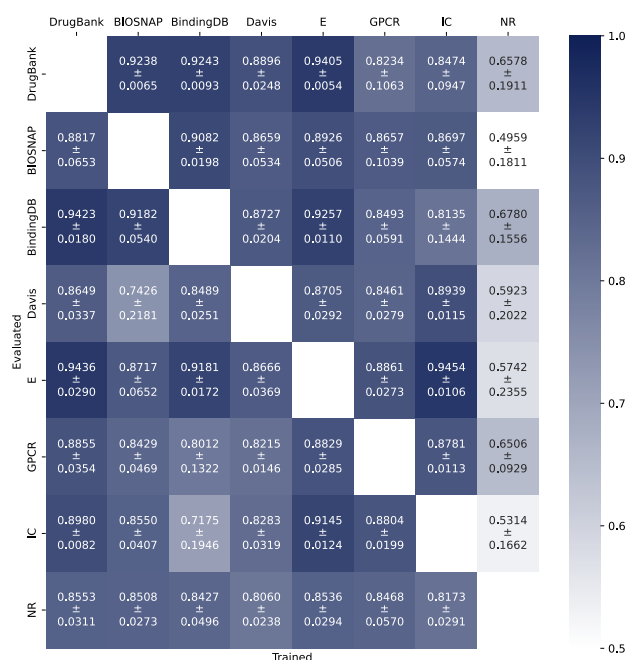 DrugBank BIOSNAP BindingDB Davis E GPCR IC NR
DrugBank
0.9238 ± 0.0065
0.9243 ± 0.0093
0.8896 ± 0.0248
0.9405 ± 0.0054
0.8234 ± 0.1063
0.8474 ± 0.0947
0.6578 ± 0.1911
BIOSNAP
0.8817 ± 0.0653
0.9082 ± 0.0198
0.8659 ± 0.0534
0.8926 ± 0.0506
0.8657 ± 0.1039
0.8697 ± 0.0574
0.4959 ± 0.1811
BindingDB
0.9423 ± 0.0180
0.9182 ± 0.0540
0.8727 ± 0.0204
0.9257 ± 0.0110
0.8493 ± 0.0591
0.8135 ± 0.1444
0.6780 ± 0.1556
Davis
0.8649 ± 0.0337
0.7426 ± 0.2181
0.8489 ± 0.0251
0.8705 ± 0.0292
0.8461 ± 0.0279
0.8939 ± 0.0115
0.5923 ± 0.2022
E
0.9436 ± 0.0290
0.8717 ± 0.0652
0.9181 ± 0.0172
0.8666 ± 0.0369
0.8861 ± 0.0273
0.9454 ± 0.0106
0.5742 ± 0.2355
GPCR
0.8855 ± 0.0354
0.8429 ± 0.0469
0.8012 ± 0.1322
0.8215 ± 0.0146
0.8829 ± 0.0285
0.8781 ± 0.0113
0.6506 ± 0.0929
IC
0.8980 ± 0.0082
0.8550 ± 0.0407
0.7175 ± 0.1946
0.8283 ± 0.0319
0.9145 ± 0.0124
0.8804 ± 0.0199
0.5314 ± 0.1662
NR
0.8553 ± 0.0311
0.8508 ± 0.0273
0.8427 ± 0.0496
0.8060 ± 0.0238
0.8536 ± 0.0294
0.8468 ± 0.0570
0.8173 ± 0.0291
Evaluated
Trained
1.0
0.9
0.8
0.7
0.6
0.5